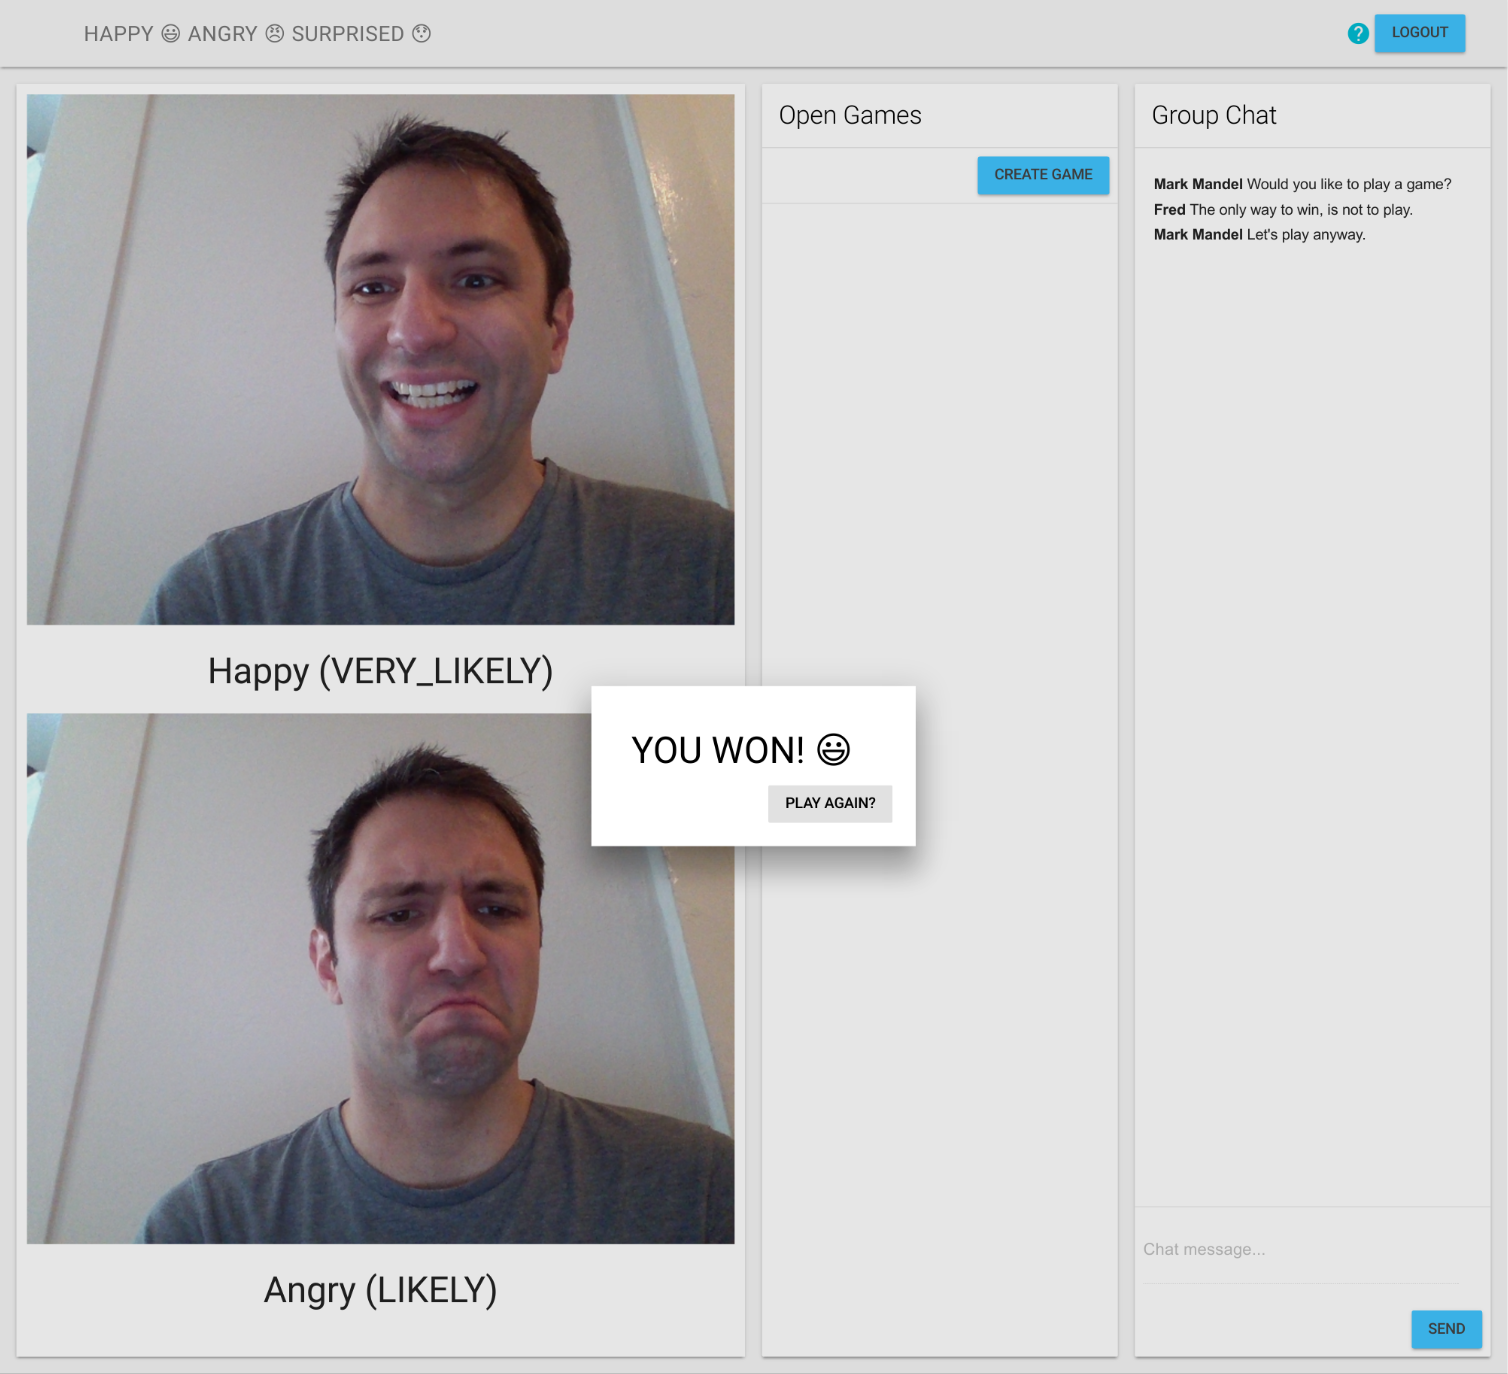 HAPPY 😃 ANGRY 😠 SURPRISED 😯
?
LOGOUT
Happy (VERY_LIKELY)
Angry (LIKELY)
Open Games
CREATE GAME
Group Chat
Mark Mandel Would you like to play a game?
Fred The only way to win, is not to play.
Mark Mandel Let's play anyway.
Chat message...
SEND
YOU WON! 😃
PLAY AGAIN?